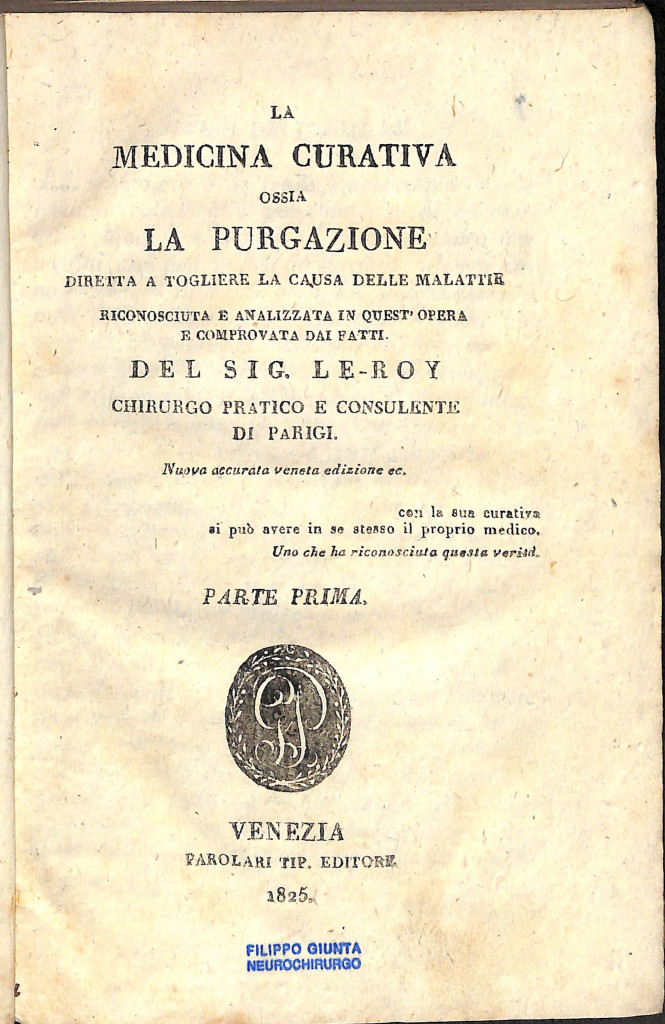 LA
MEDICINA CURATIVA
OSSIA
LA PURGAZIONE
DIRETTA A TOGLIERE LA CAUSA DELLE MALATTIE
RICONOSCIUTA E ANALIZZATA IN QUEST' OPERA
E COMPROVATA DAI FATTI.
DEL SIG. LE-ROY
CHIRURGO PRATICO E CONSULENTE
DI PARIGI.
Nuova accurata veneta edizione ec.
con la sua curativa
si può avere in se stesso il proprio medico.
Uno che ha riconosciuta questa verità.
PARTE PRIMA.
VENEZIA
PAROLARI TIP. EDITORE
1825.
FILIPPO GIUNTA
NEUROCHIRURGO